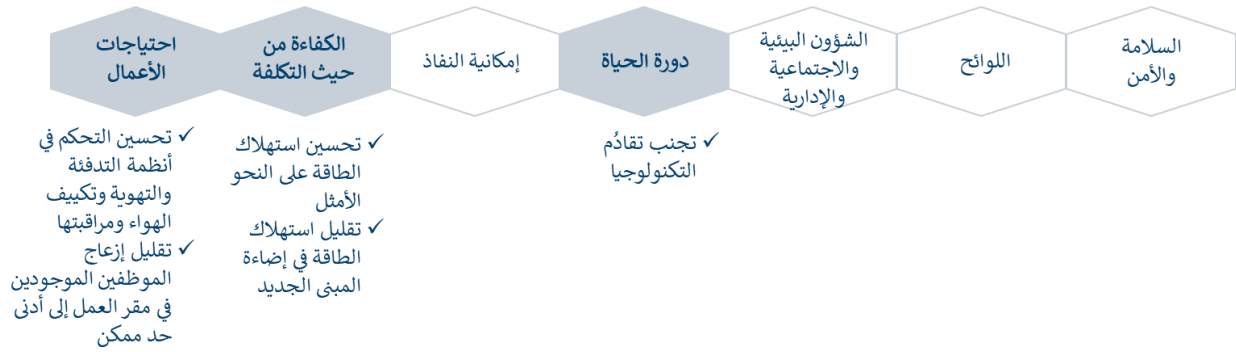 السلامة
والأمن
اللوائح
الشؤون البيئية
والاجتماعية
والإدارية
دورة الحياة
إمكانية النفاذ
الكفاءة من
حيث التكلفة
احتياجات
الأعمال
✓ تجنب تقادُم
التكنولوجيا
✓ تحسين استهلاك
الطاقة على النحو
الأمثل
✓ تقليل استهلاك
الطاقة في إضاءة
المبنى الجديد
✓ تحسين التحكم في
أنظمة التدفئة
والتهوية وتكييف
الهواء ومراقبتها
✓ تقليل إزعاج
الموظفين الموجودين
في مقر العمل إلى أدنى
حد ممكن